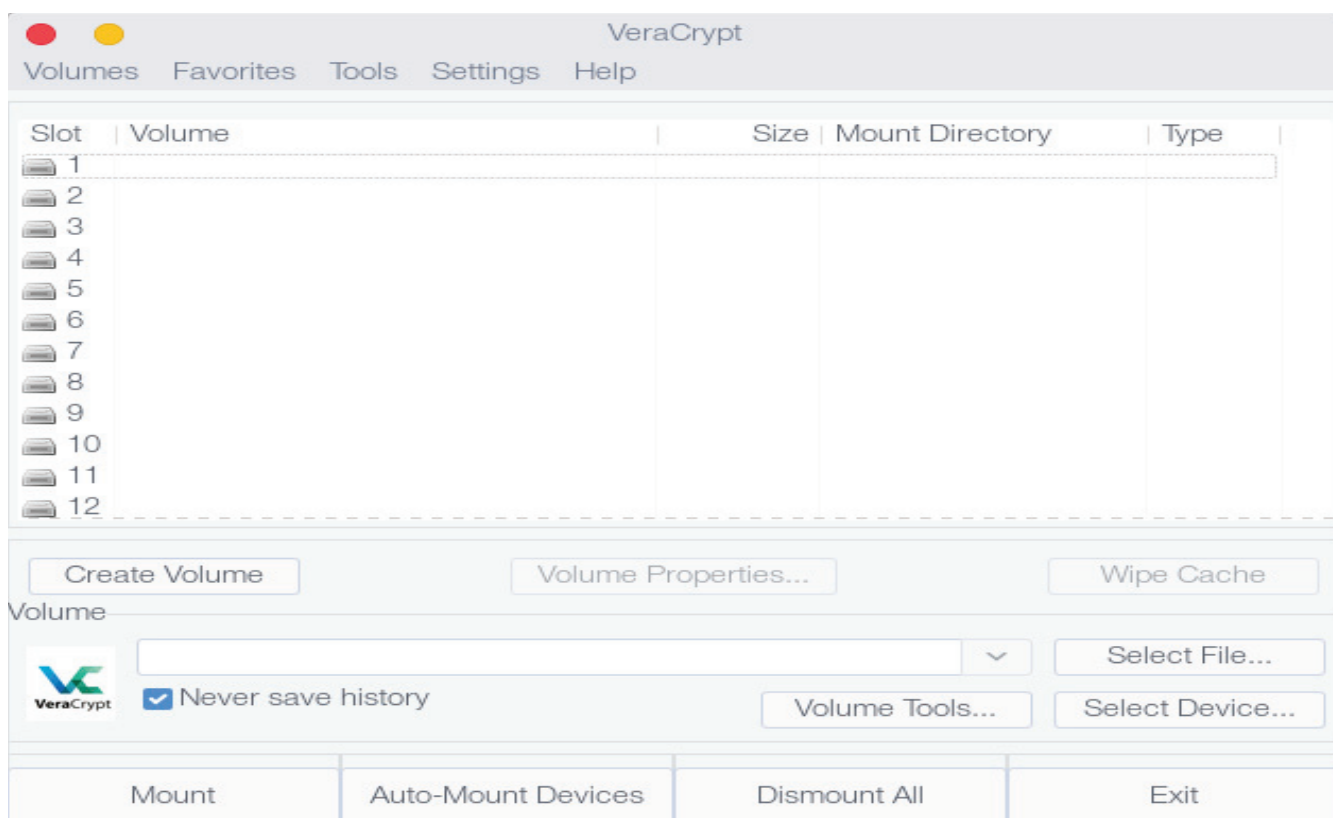 VeraCrypt
Volumes Favorites Tools Settings Help
Slot Volume Size Mount Directory Type
1
2
3
4
5
6
7
8
9
10
11
12
Create Volume Volume Properties... Wipe Cache
Volume
Select File...
VeraCrypt Never save history
Volume Tools... Select Device...
Mount Auto-Mount Devices Dismount All Exit